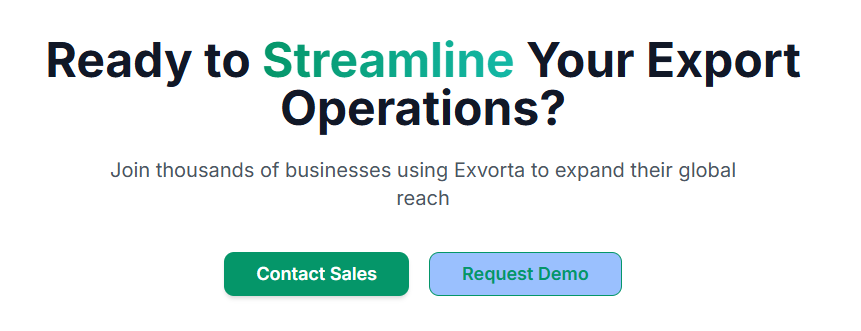 Ready to Streamline Your Export
Operations?
Join thousands of businesses using Exvorta to expand their global
reach
Contact Sales
Request Demo